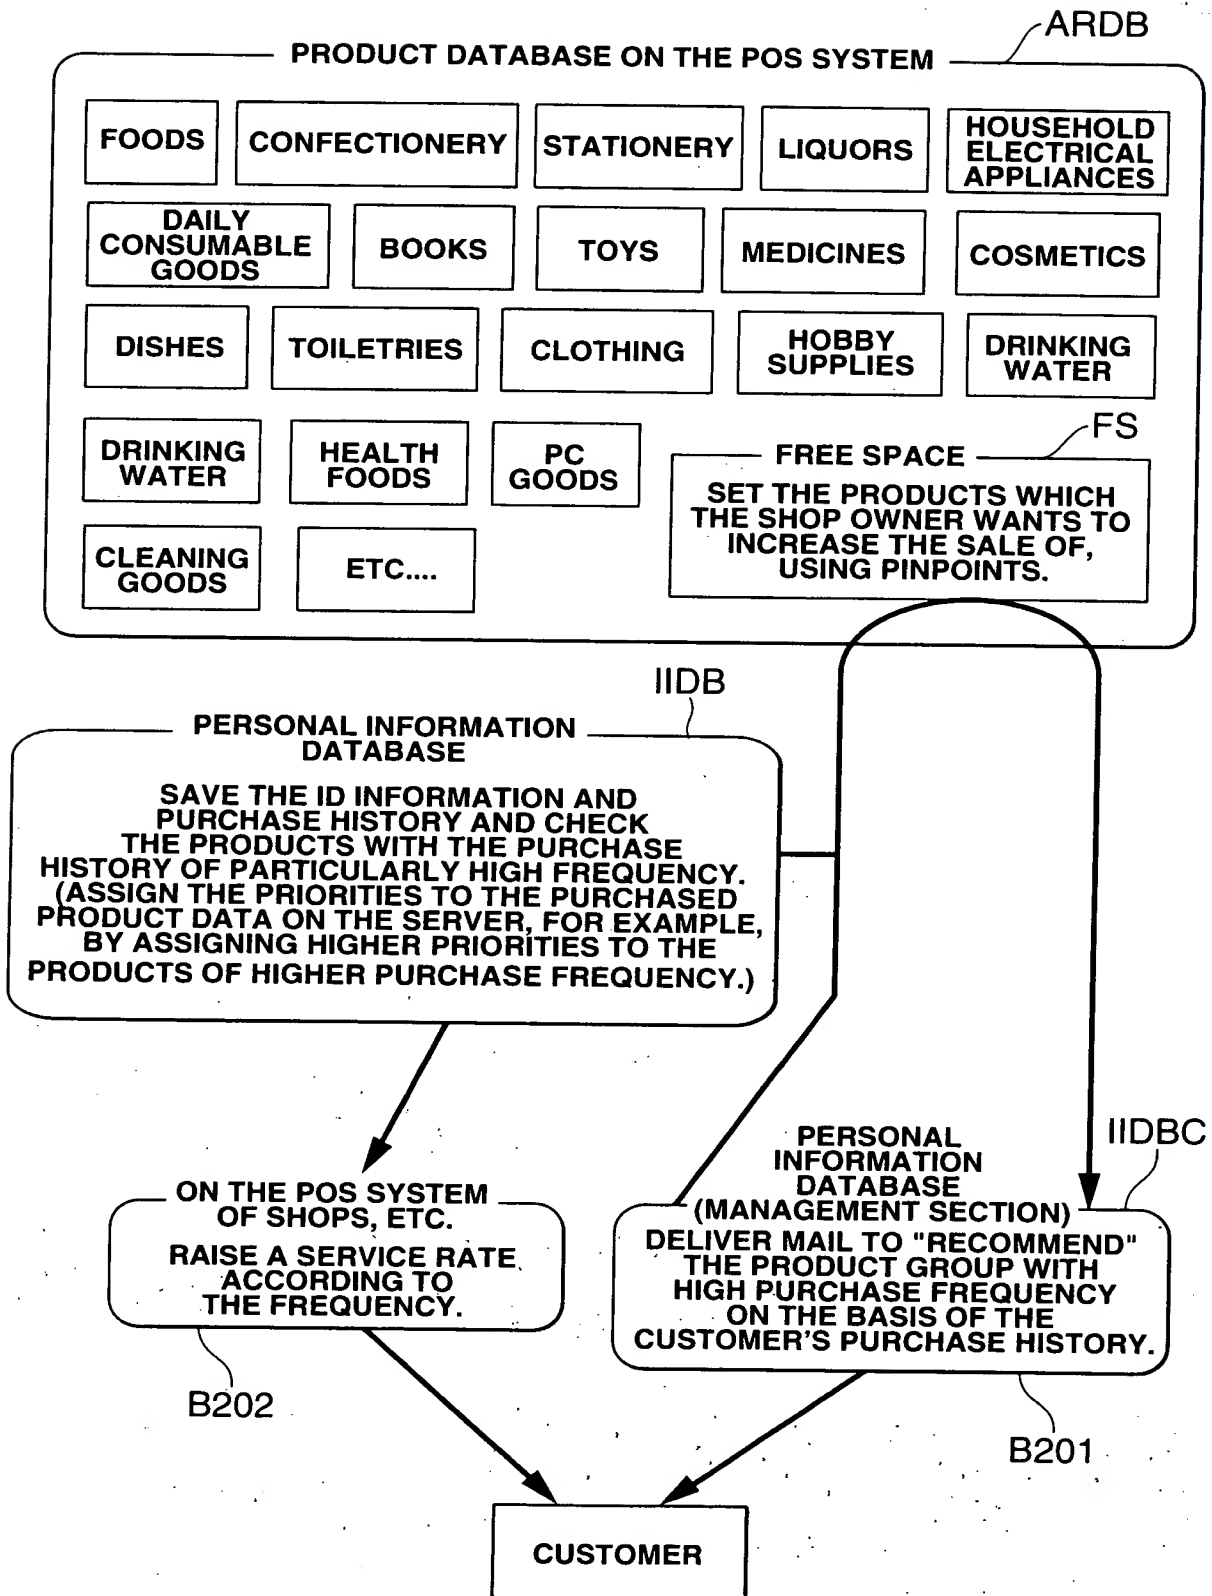 ARDB
PRODUCT DATABASE ON THE POS SYSTEM
FOODS
CONFECTIONERY
STATIONERY
LIQUORS
HOUSEHOLD
ELECTRICAL
APPLIANCES
DAILY
CONSUMABLE
GOODS
BOOKS
TOYS
MEDICINES
COSMETICS
DISHES
TOILETRIES
CLOTHING
HOBBY
SUPPLIES
DRINKING
WATER
DRINKING
WATER
HEALTH
FOODS
PC
GOODS
FS
FREE SPACE
SET THE PRODUCTS WHICH
THE SHOP OWNER WANTS TO
INCREASE THE SALE OF,
USING PINPOINTS.
CLEANING
GOODS
ETC....
IIDB
PERSONAL INFORMATION
DATABASE
SAVE THE ID INFORMATION AND
PURCHASE HISTORY AND CHECK
THE PRODUCTS WITH THE PURCHASE
HISTORY OF PARTICULARLY HIGH FREQUENCY.
(ASSIGN THE PRIORITIES TO THE PURCHASED
PRODUCT DATA ON THE SERVER, FOR EXAMPLE,
BY ASSIGNING HIGHER PRIORITIES TO THE
PRODUCTS OF HIGHER PURCHASE FREQUENCY.)
ON THE POS SYSTEM
OF SHOPS, ETC.
RAISE A SERVICE RATE
ACCORDING TO
THE FREQUENCY.
B202
IIDBC
PERSONAL
INFORMATION
DATABASE
(MANAGEMENT SECTION)
DELIVER MAIL TO "RECOMMEND"
THE PRODUCT GROUP WITH
HIGH PURCHASE FREQUENCY
ON THE BASIS OF THE
CUSTOMER'S PURCHASE HISTORY.
B201
CUSTOMER